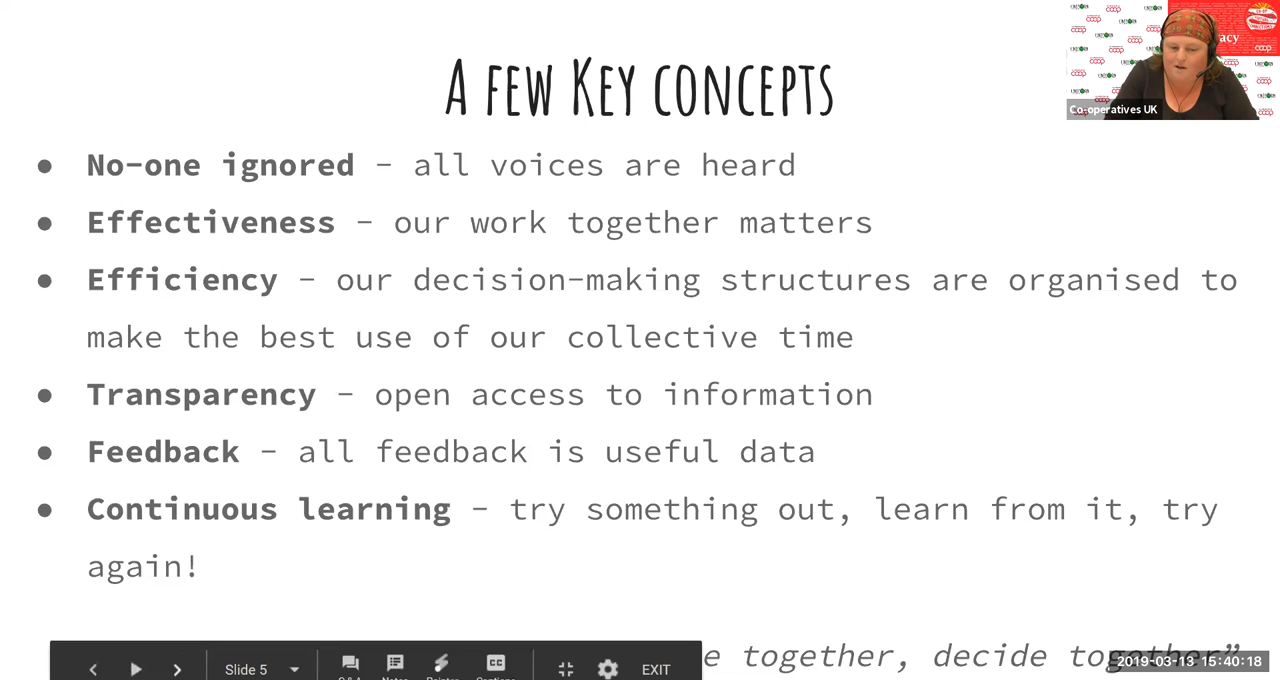 A few Key concepts
● No-one ignored - all voices are heard
● Effectiveness - our work together matters
● Efficiency - our decision-making structures are organised to
make the best use of our collective time
● Transparency - open access to information
● Feedback - all feedback is useful data
● Continuous learning - try something out, learn from it, try
again!
together, decide together”
Co-operatives UK
Slide 5
EXIT
2019-03-13 15:40:18